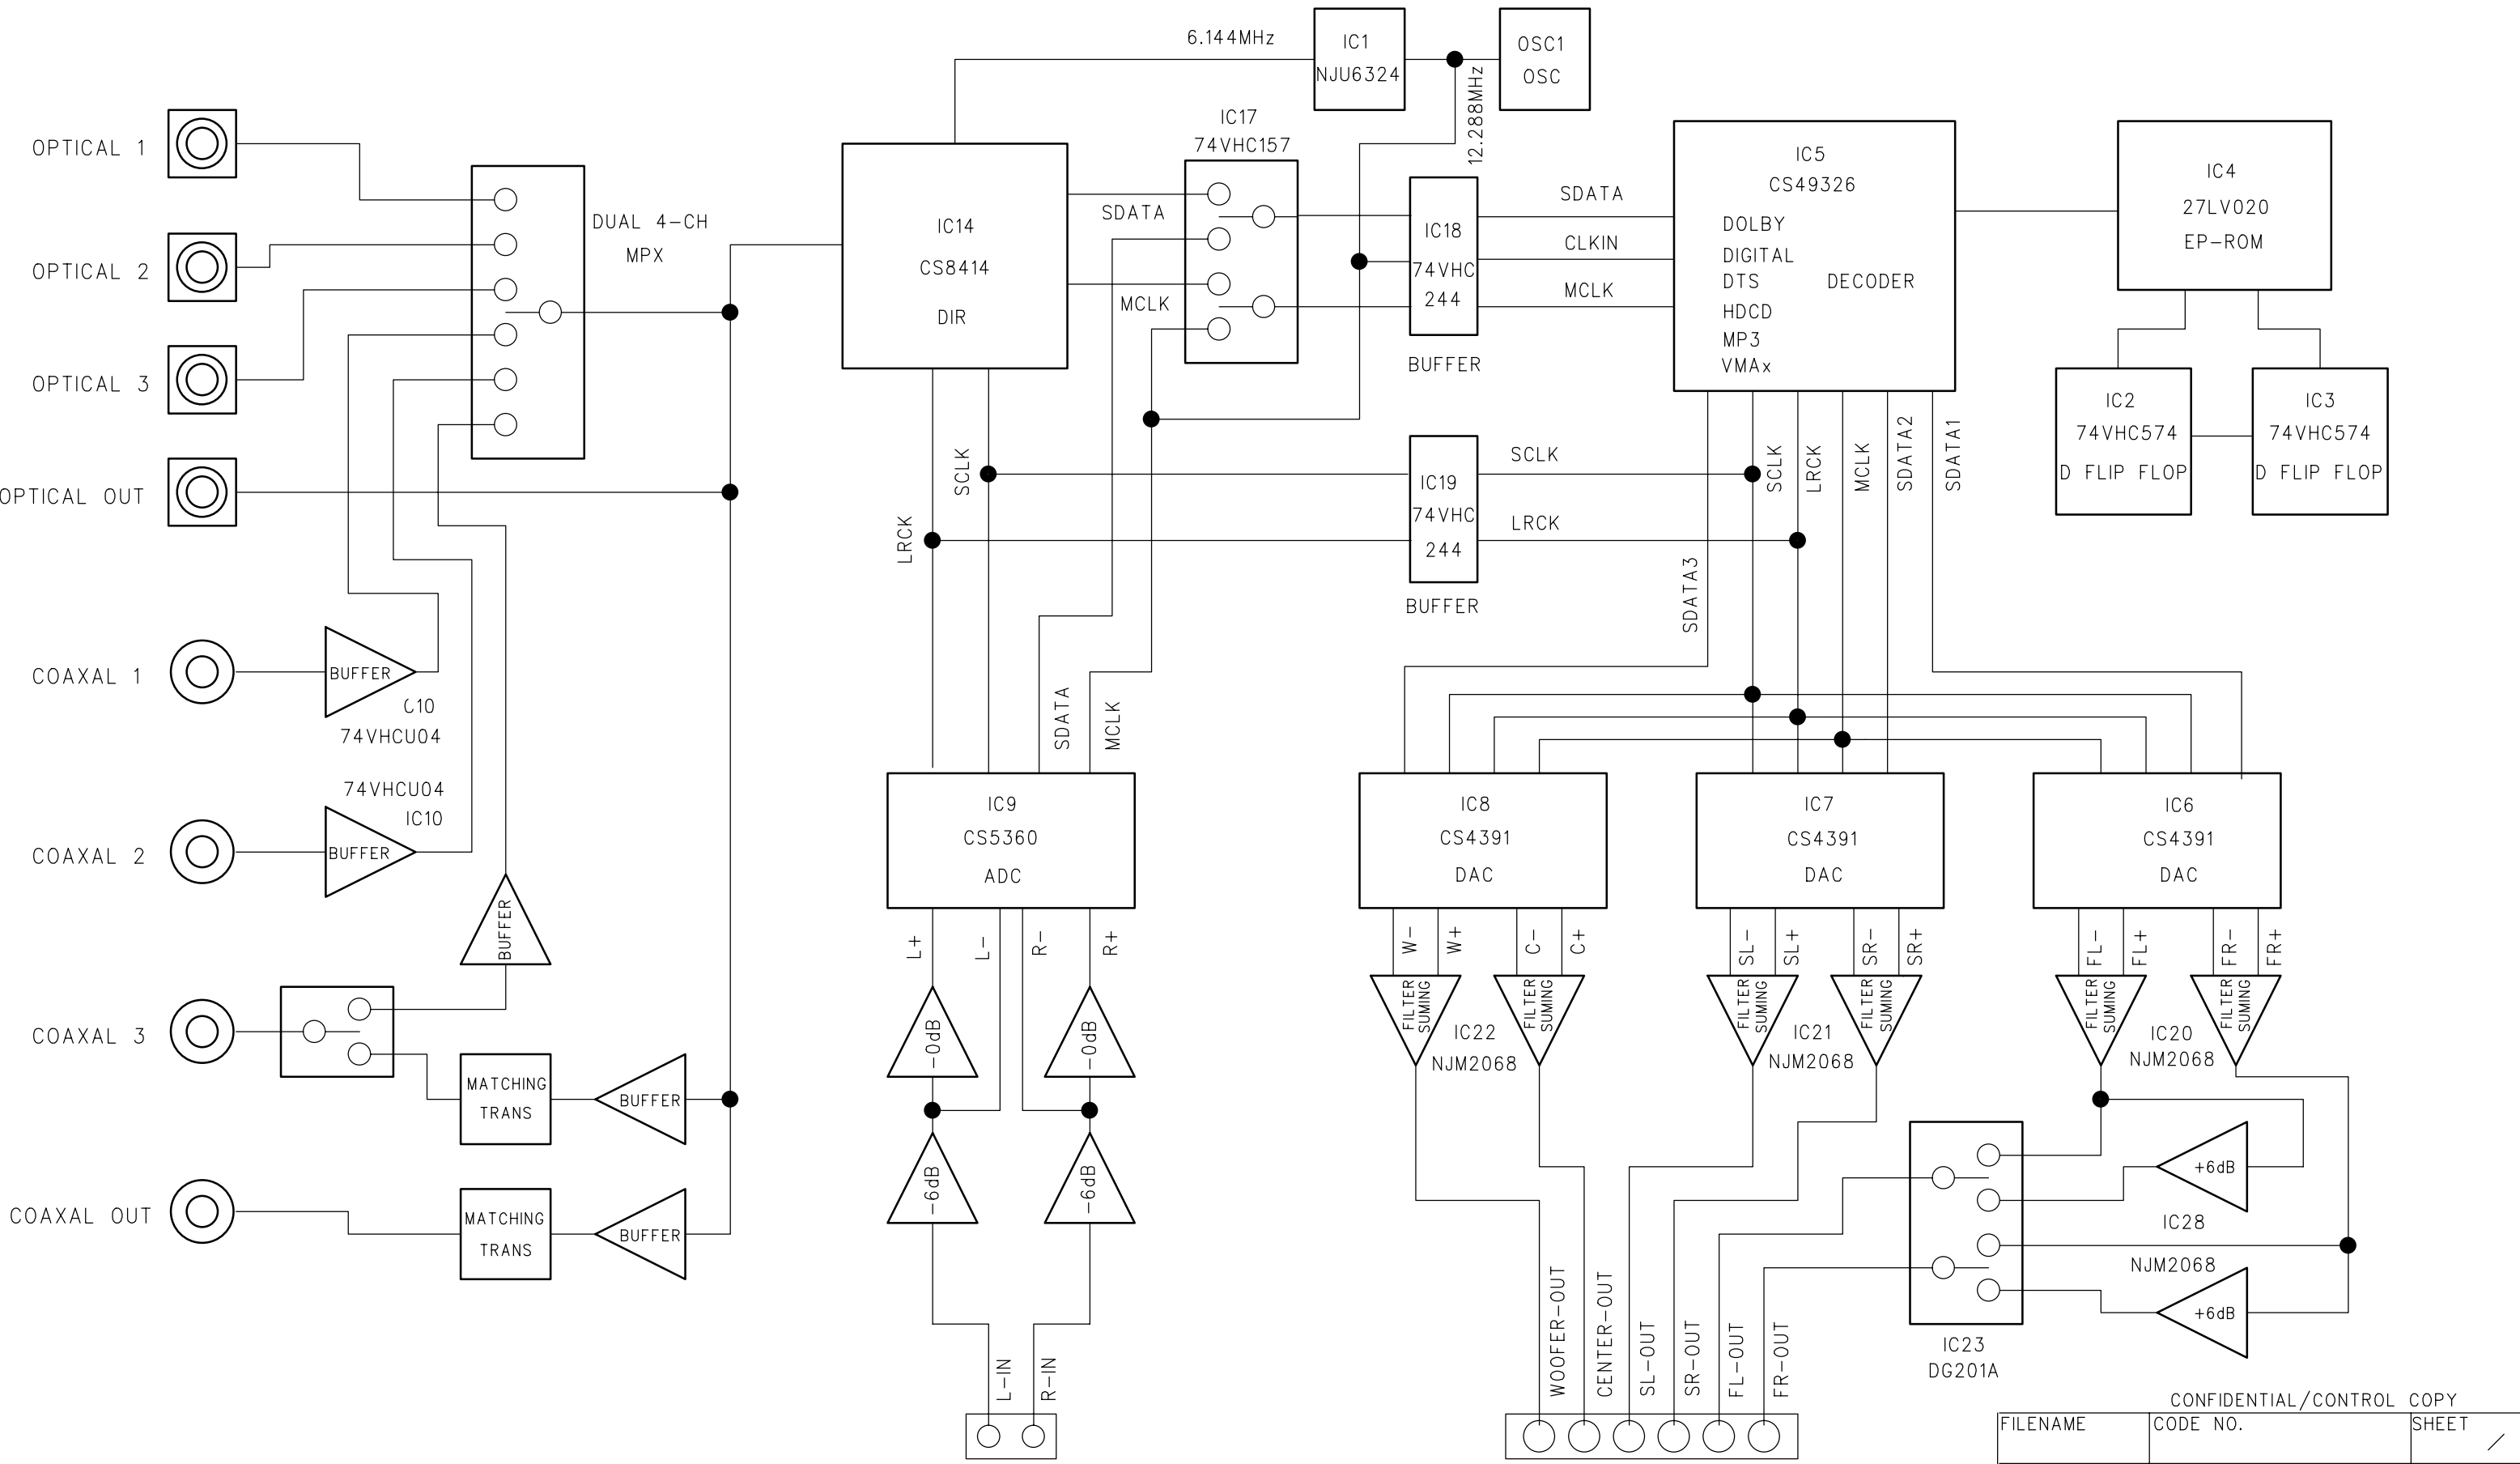 OPTICAL 1
OPTICAL 2
OPTICAL 3
OPTICAL OUT
COAXAL 1
COAXAL 2
COAXAL 3
COAXAL OUT
DUAL 4-CH
MPX
BUFFER
C10
74VHCU04
74VHCU04
IC10
BUFFER
BUFFER
MATCHING
TRANS
BUFFER
MATCHING
TRANS
BUFFER
6.144MHz
IC1
NJU6324
OSC1
OSC
12.288MHz
IC14
CS8414
DIR
SDATA
MCLK
IC17
74VHC157
IC18
74VHC
244
BUFFER
SDATA
CLKIN
MCLK
IC5
CS49326
DOLBY
DIGITAL
DTS DECODER
HDCD
MP3
VMAx
IC4
27LV020
EP-ROM
IC2
74VHC574
D FLIP FLOP
IC3
74VHC574
D FLIP FLOP
SCLK
LRCK
IC19
74VHC
244
BUFFER
SCLK
LRCK
SDATA3
SCLK
LRCK
MCLK
SDATA2
SDATA1
SDATA
MCLK
IC9
CS5360
ADC
IC8
CS4391
DAC
IC7
CS4391
DAC
IC6
CS4391
DAC
L+
L-
R-
R+
-0dB
-0dB
-6dB
-6dB
L-IN
R-IN
W-
W+
C-
C+
SL-
SL+
SR-
SR+
FL-
FL+
FR-
FR+
FILTER
SUMING
FILTER
SUMING
IC22
NJM2068
FILTER
SUMING
FILTER
SUMING
IC21
NJM2068
FILTER
SUMING
FILTER
SUMING
IC20
NJM2068
+6dB
IC28
NJM2068
+6dB
IC23
DG201A
WOOFER-OUT
CENTER-OUT
SL-OUT
SR-OUT
FL-OUT
FR-OUT
CONFIDENTIAL/CONTROL COPY
FILENAME CODE NO. SHEET
/